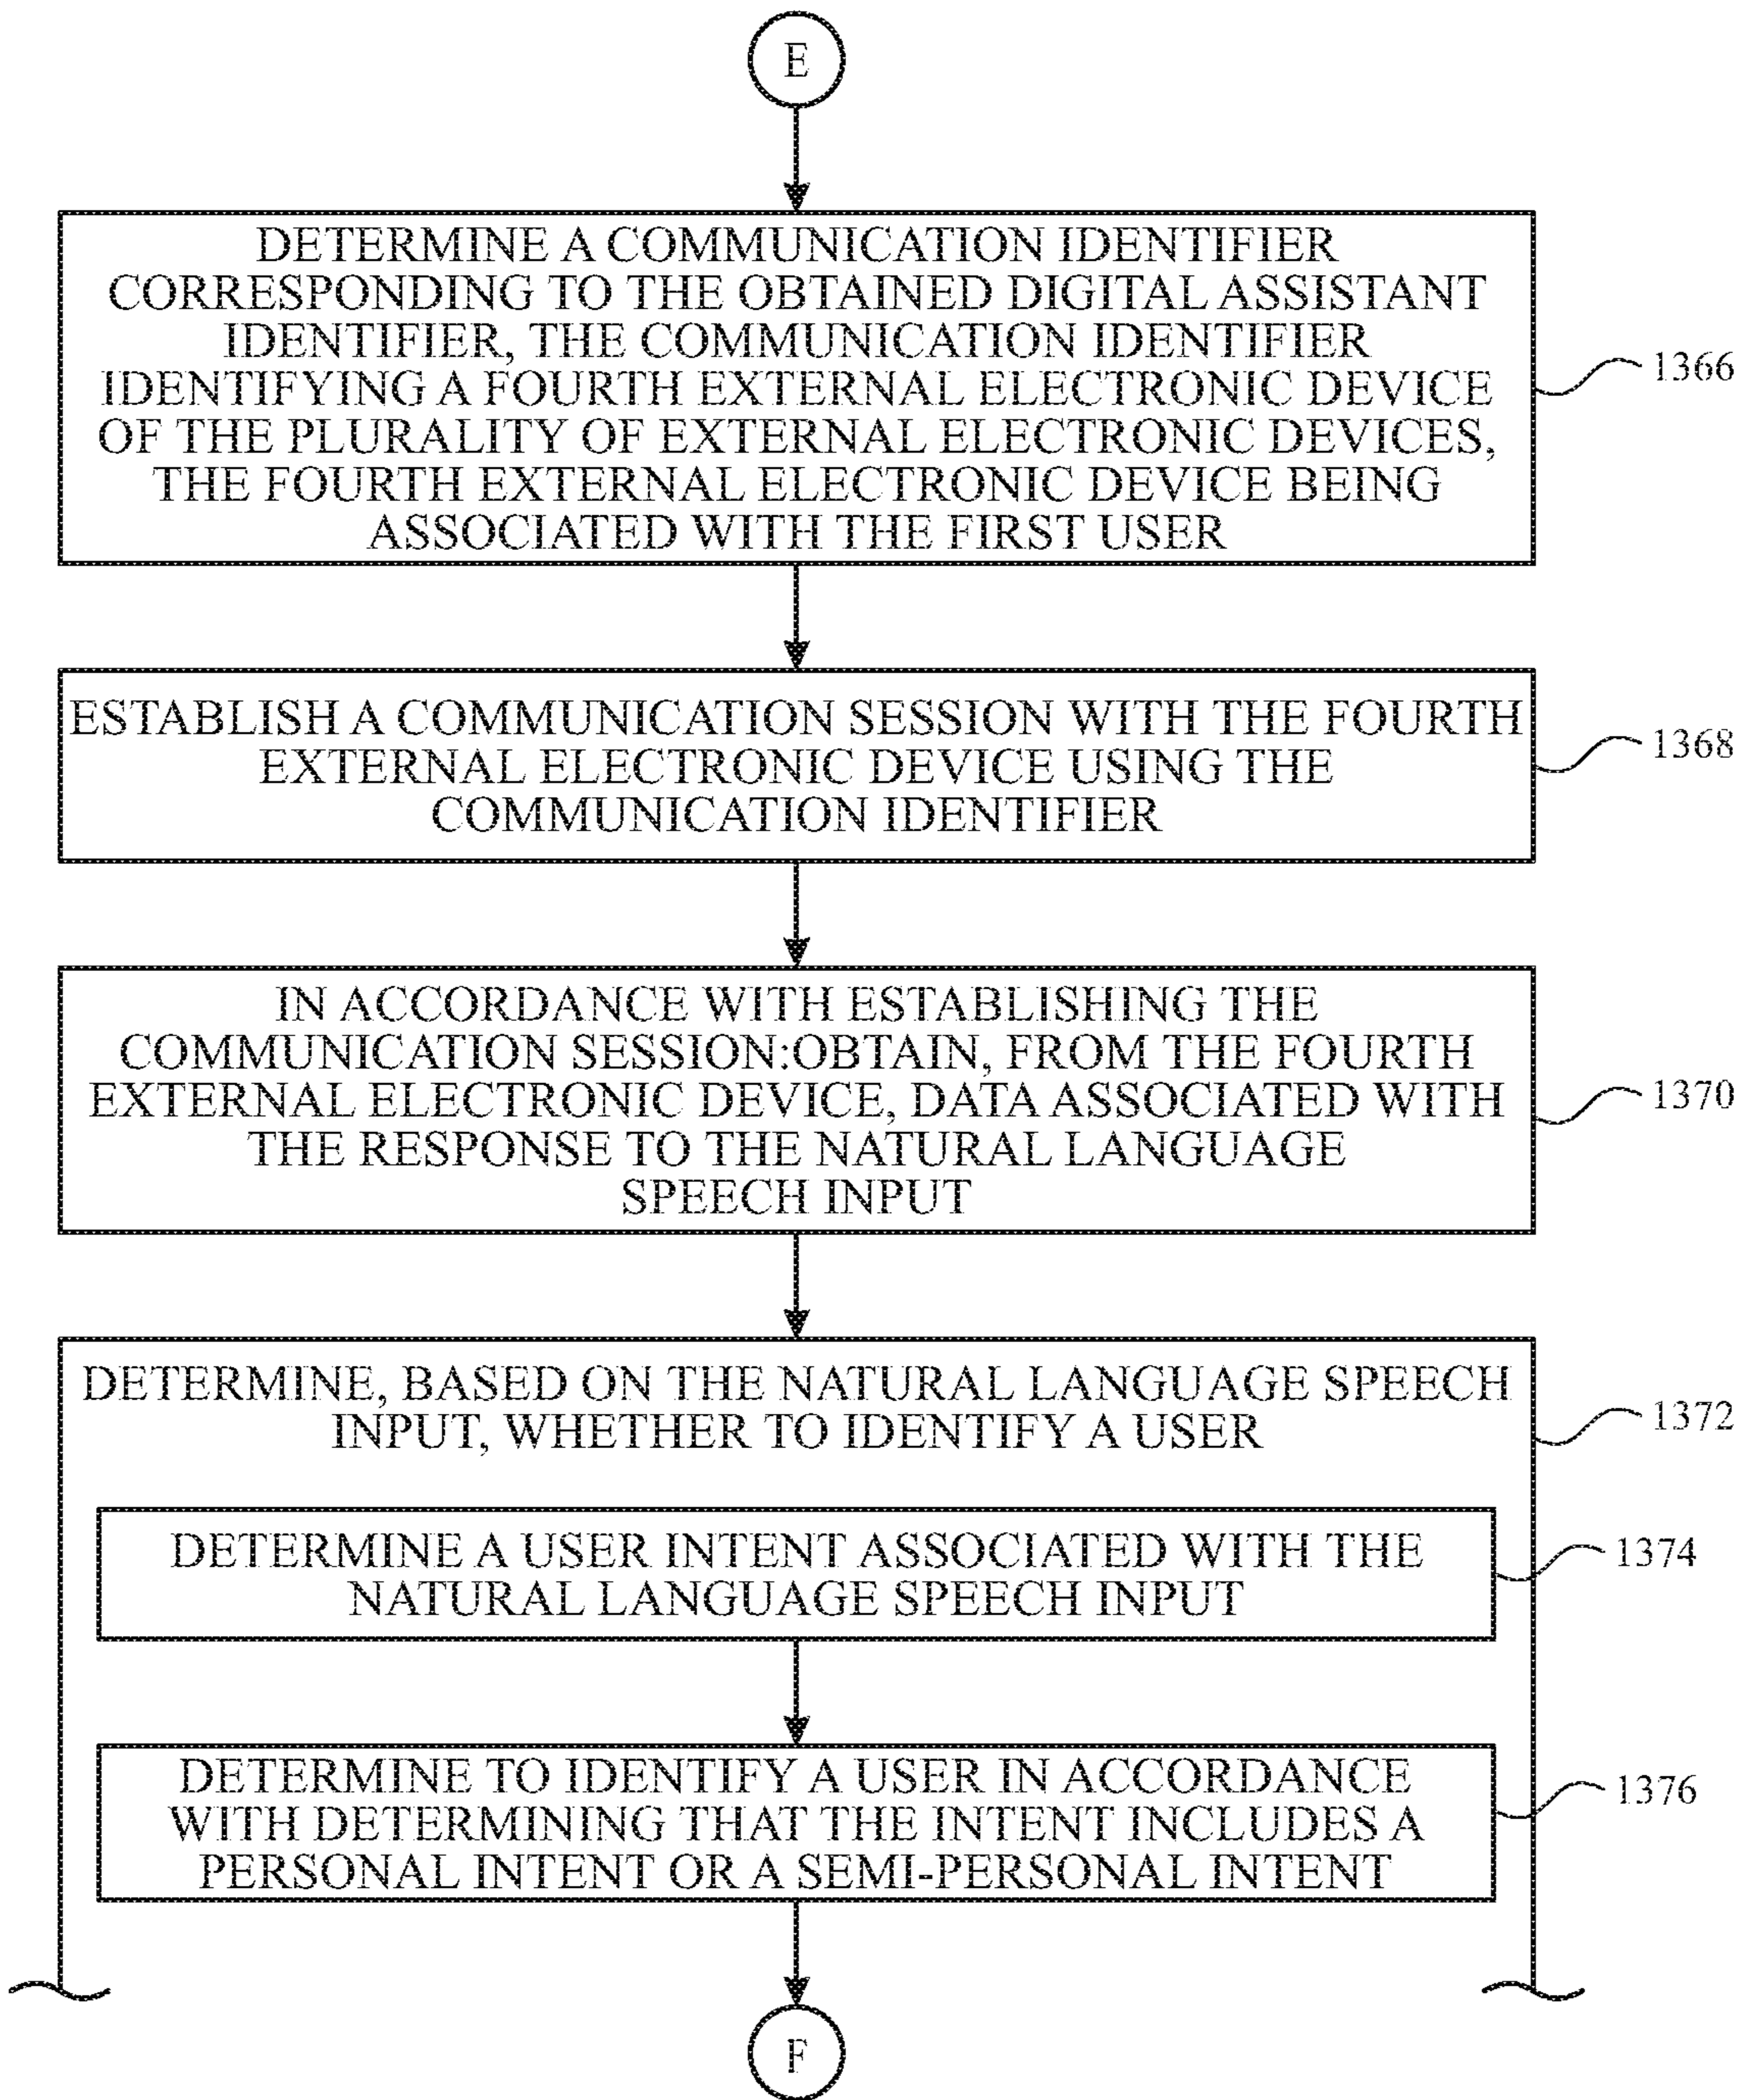 E
DETERMINE A COMMUNICATION IDENTIFIER
CORRESPONDING TO THE OBTAINED DIGITAL ASSISTANT
IDENTIFIER, THE COMMUNICATION IDENTIFIER
IDENTIFYING A FOURTH EXTERNAL ELECTRONIC DEVICE
OF THE PLURALITY OF EXTERNAL ELECTRONIC DEVICES,
THE FOURTH EXTERNAL ELECTRONIC DEVICE BEING
ASSOCIATED WITH THE FIRST USER
1366
ESTABLISH A COMMUNICATION SESSION WITH THE FOURTH
EXTERNAL ELECTRONIC DEVICE USING THE
COMMUNICATION IDENTIFIER
1368
IN ACCORDANCE WITH ESTABLISHING THE
COMMUNICATION SESSION:OBTAIN, FROM THE FOURTH
EXTERNAL ELECTRONIC DEVICE, DATA ASSOCIATED WITH
THE RESPONSE TO THE NATURAL LANGUAGE
SPEECH INPUT
1370
DETERMINE, BASED ON THE NATURAL LANGUAGE SPEECH
INPUT, WHETHER TO IDENTIFY A USER
1372
DETERMINE A USER INTENT ASSOCIATED WITH THE
NATURAL LANGUAGE SPEECH INPUT
1374
DETERMINE TO IDENTIFY A USER IN ACCORDANCE
WITH DETERMINING THAT THE INTENT INCLUDES A
PERSONAL INTENT OR A SEMI-PERSONAL INTENT
1376
F